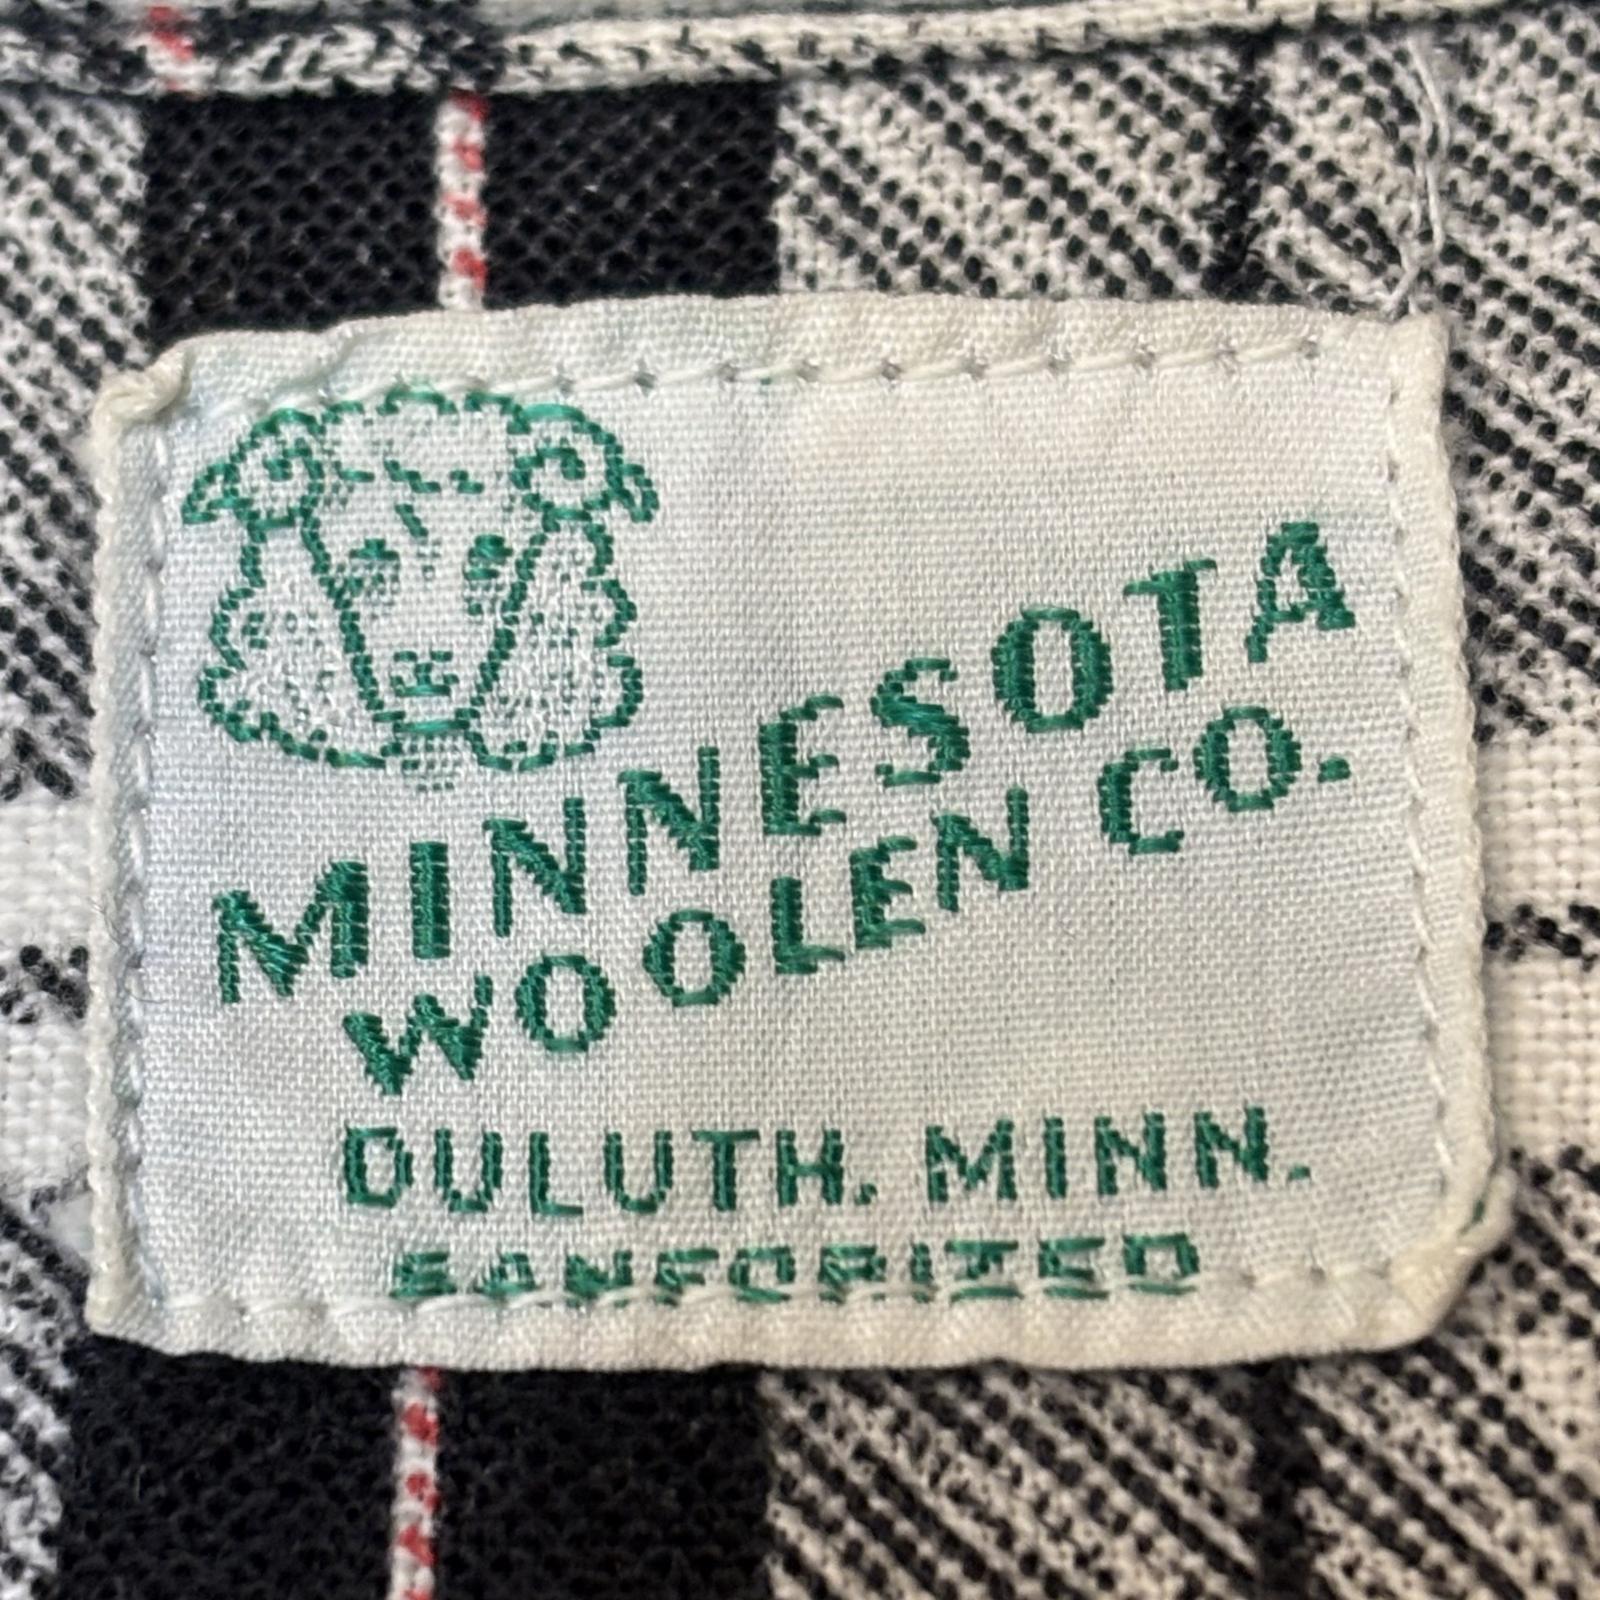 MINNESOTA
WOOLEN CO.
DULUTH, MINN.
SANFORIZED